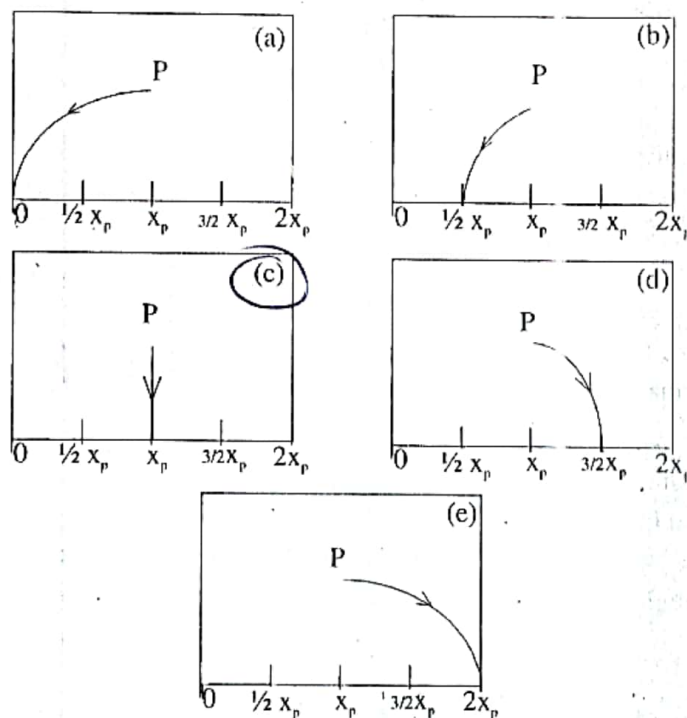 (a)
P
0 ½ xₚ xₚ 3/2 xₚ 2xₚ
(b)
P
0 ½ xₚ xₚ 3/2 xₚ 2xₚ
(c)
P
0 ½ xₚ xₚ 3/2xₚ 2xₚ
(d)
P
0 ½ xₚ xₚ 3/2xₚ 2xₚ
(e)
P
0 ½ xₚ xₚ 3/2xₚ 2xₚ